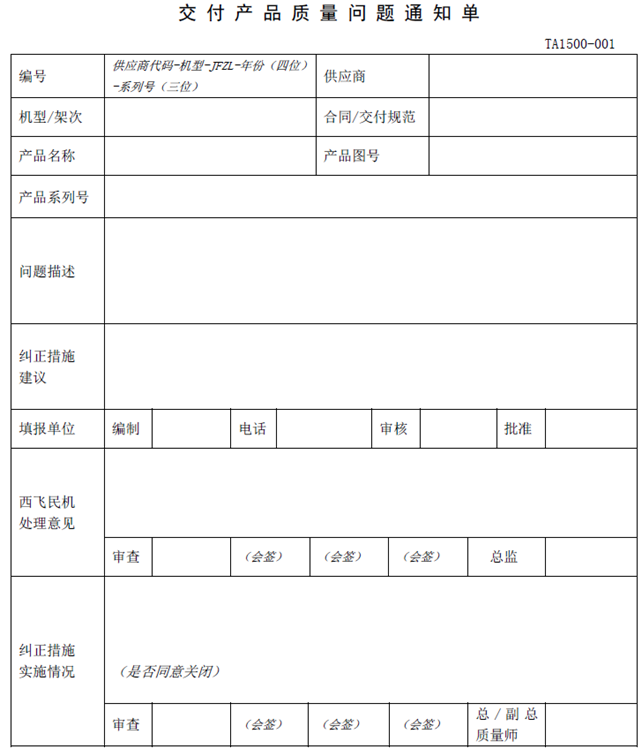 交付产品质量问题通知单
TA1500-001
编号
供应商代码-机型-JFZL-年份（四位）
-系列号（三位）
供应商
机型/架次
合同/交付规范
产品名称
产品图号
产品系列号
问题描述
纠正措施
建议
填报单位
编制
电话
审核
批准
西飞民机
处理意见
审查
（会签）
（会签）
（会签）
总监
纠正措施
实施情况
（是否同意关闭）
审查
（会签）
（会签）
（会签）
总/副总
质量师